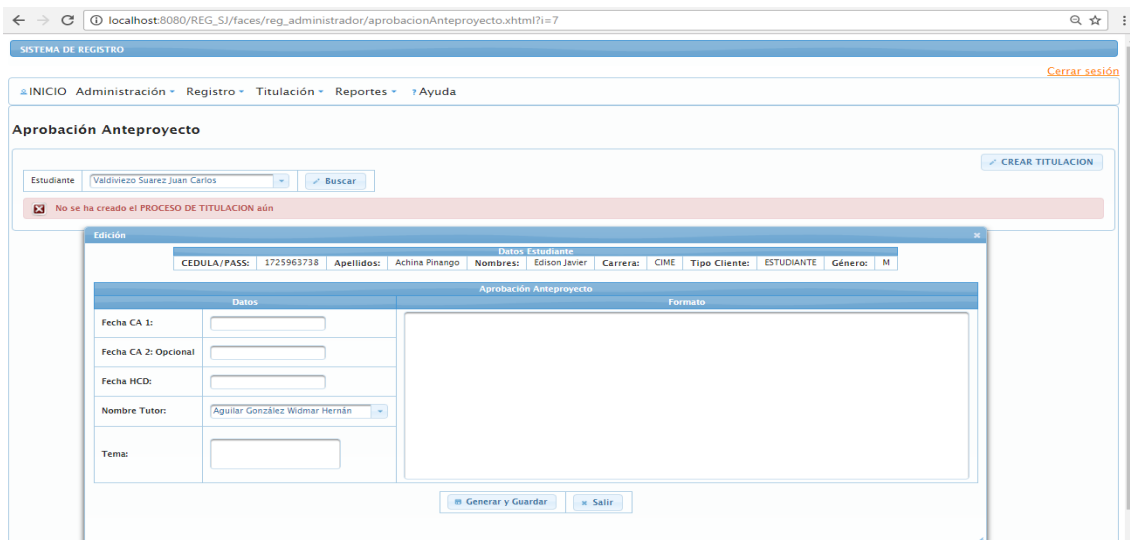 localhost:8080/REG_SJ/faces/reg_administrador/aprobacionAnteproyecto.xhtml?i=7
SISTEMA DE REGISTRO
Cerrar sesión
INICIO Administración Registro Titulación Reportes ? Ayuda
Aprobación Anteproyecto
CREAR TITULACION
Estudiante Valdiviezo Suarez Juan Carlos Buscar
No se ha creado el PROCESO DE TITULACION aún
Edición
Datos Estudiante
CEDULA/PASS: 1725963738 Apellidos: Achina Pinango Nombres: Edison Javier Carrera: CIME Tipo Cliente: ESTUDIANTE Género: M
Aprobación Anteproyecto
Datos Formato
Fecha CA 1:
Fecha CA 2: Opcional
Fecha HCD:
Nombre Tutor: Aguilar González Widmar Hernán
Tema:
Generar y Guardar Salir